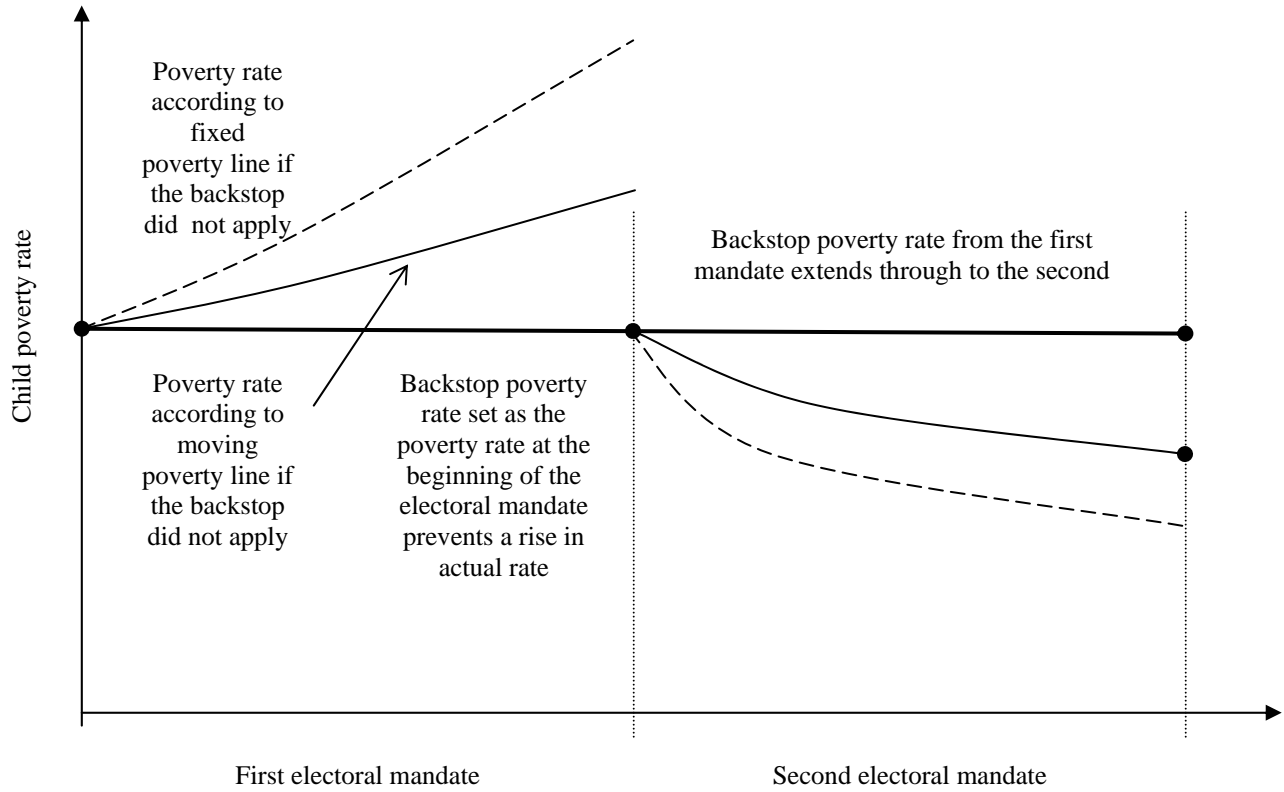 Poverty rate
according to
fixed
poverty line if
the backstop
did  not apply
Backstop poverty rate from the first
mandate extends through to the second
Child poverty rate
Poverty rate
according to
moving
poverty line if
the backstop
did not apply
Backstop poverty
rate set as the
poverty rate at the
beginning of the
electoral mandate
prevents a rise in
actual rate
First electoral mandate
Second electoral mandate